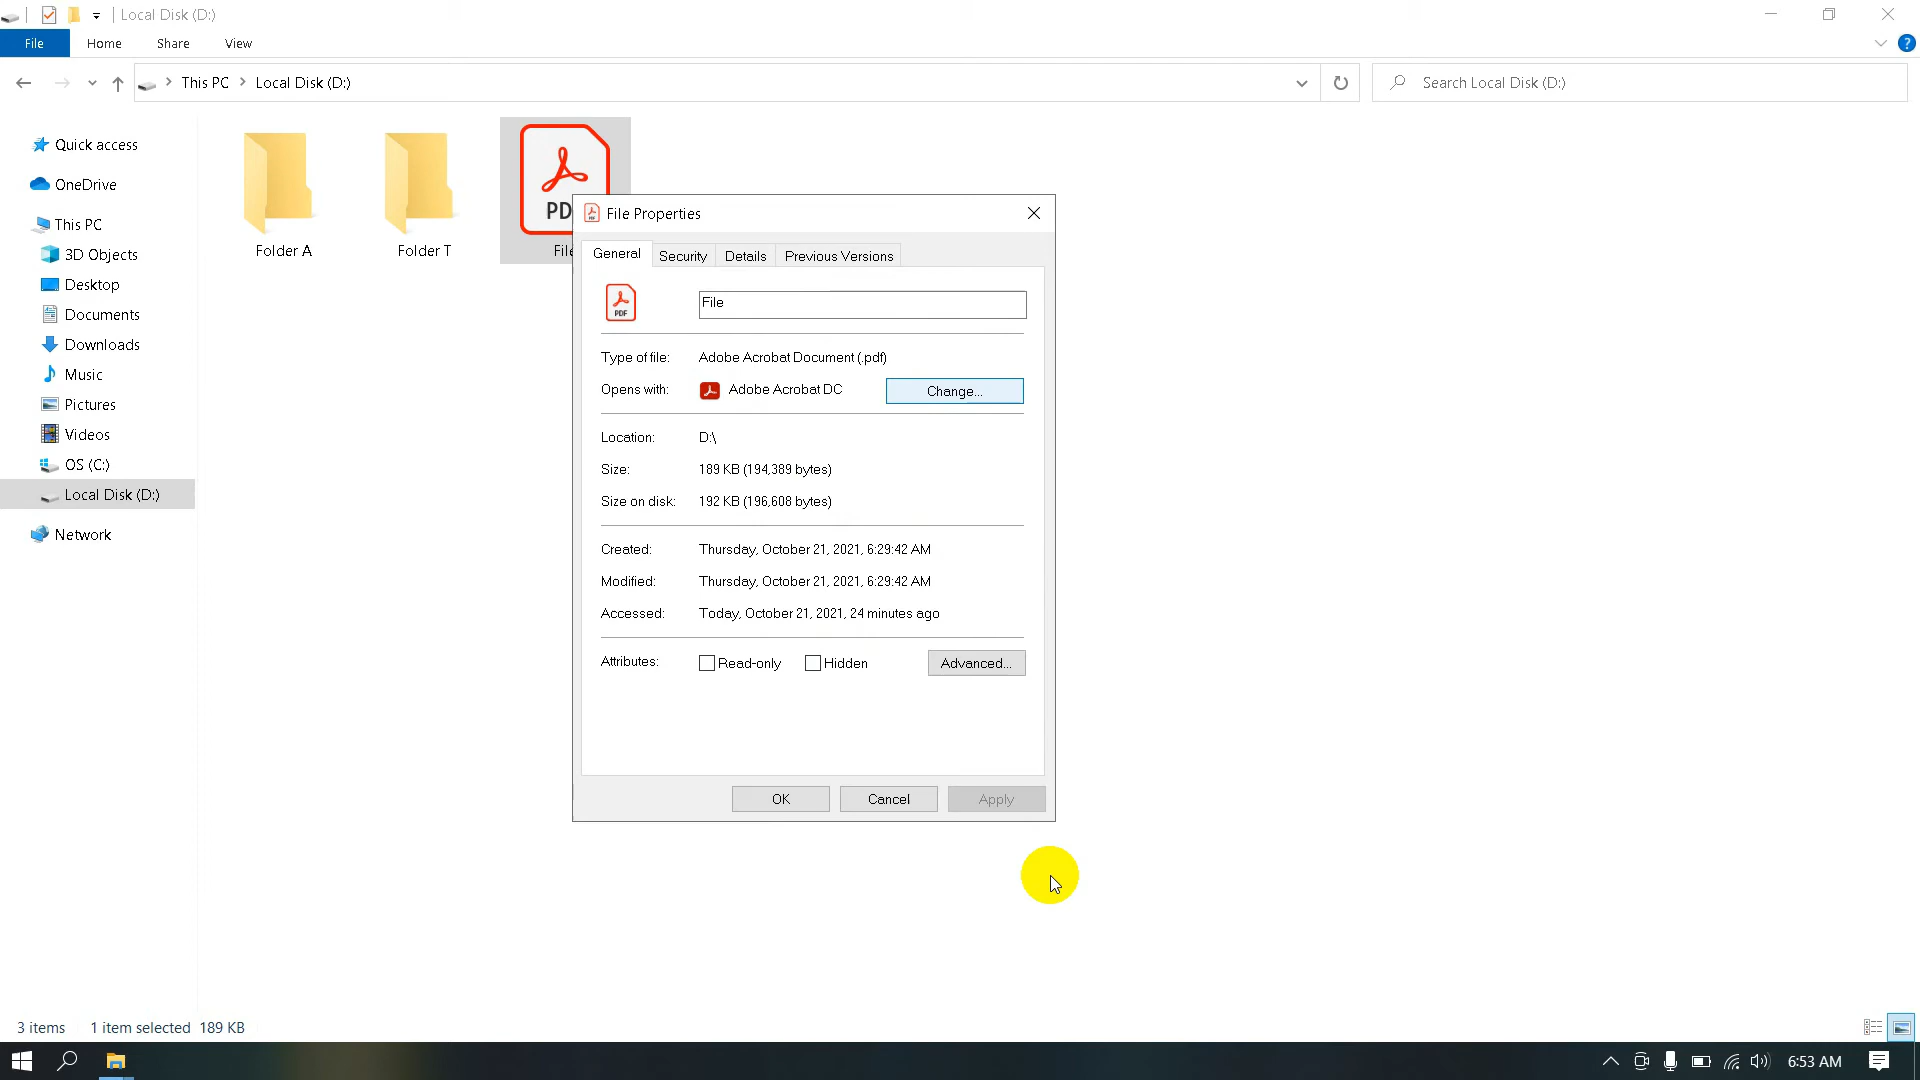 Local Disk (D:)
File Home Share View
This PC Local Disk (D:) Search Local Disk (D:)
Quick access
OneDrive
This PC
3D Objects
Desktop
Documents
Downloads
Music
Pictures
Videos
OS (C:)
Local Disk (D:)
Network
PDF
Folder A Folder T File
File Properties
General Security Details Previous Versions
PDF File
Type of file: Adobe Acrobat Document (.pdf)
Opens with: Adobe Acrobat DC Change...
Location: D:\
Size: 189 KB (194,389 bytes)
Size on disk: 192 KB (196,608 bytes)
Created: Thursday, October 21, 2021, 6:29:42 AM
Modified: Thursday, October 21, 2021, 6:29:42 AM
Accessed: Today, October 21, 2021, 24 minutes ago
Attributes: Read-only Hidden Advanced...
OK Cancel Apply
3 items 1 item selected 189 KB
6:53 AM